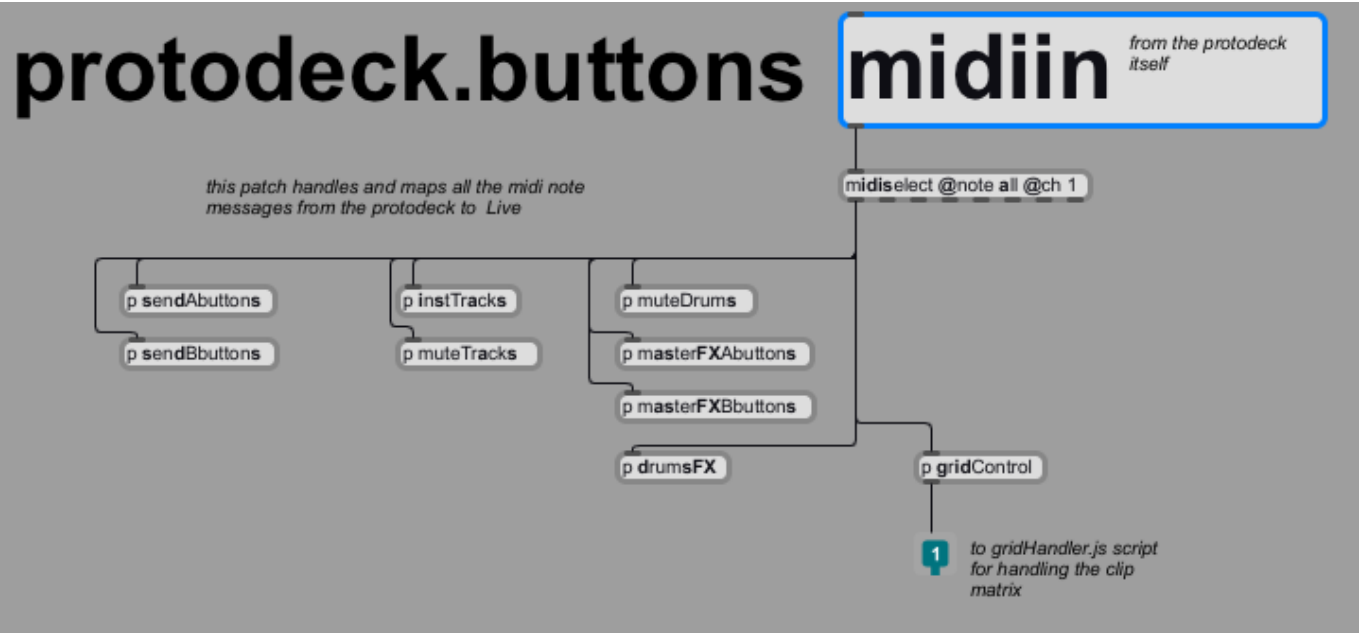 protodeck.buttons
midiin
from the protodeck
itself
midiselect @note all @ch 1
this patch handles and maps all the midi note
messages from the protodeck to Live
p sendAbuttons
p instTracks
p muteDrums
p sendBbuttons
p muteTracks
p masterFXAbuttons
p masterFXBbuttons
p drumsFX
p gridControl
1
to gridHandler.js script
for handling the clip
matrix